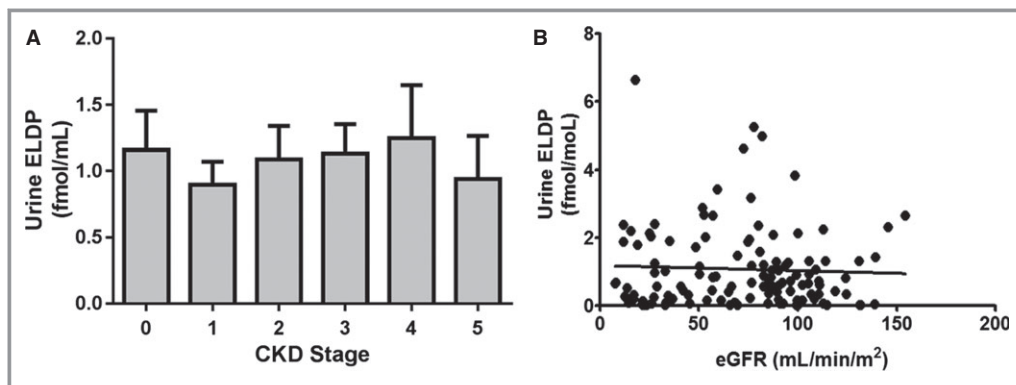 A
Urine ELDP
(fmol/mL)
2.0
1.5
1.0
0.5
0.0
0 1 2 3 4 5
CKD Stage
B
Urine ELDP
(fmol/moL)
8
6
4
2
0
0 50 100 150 200
eGFR (mL/min/m²)